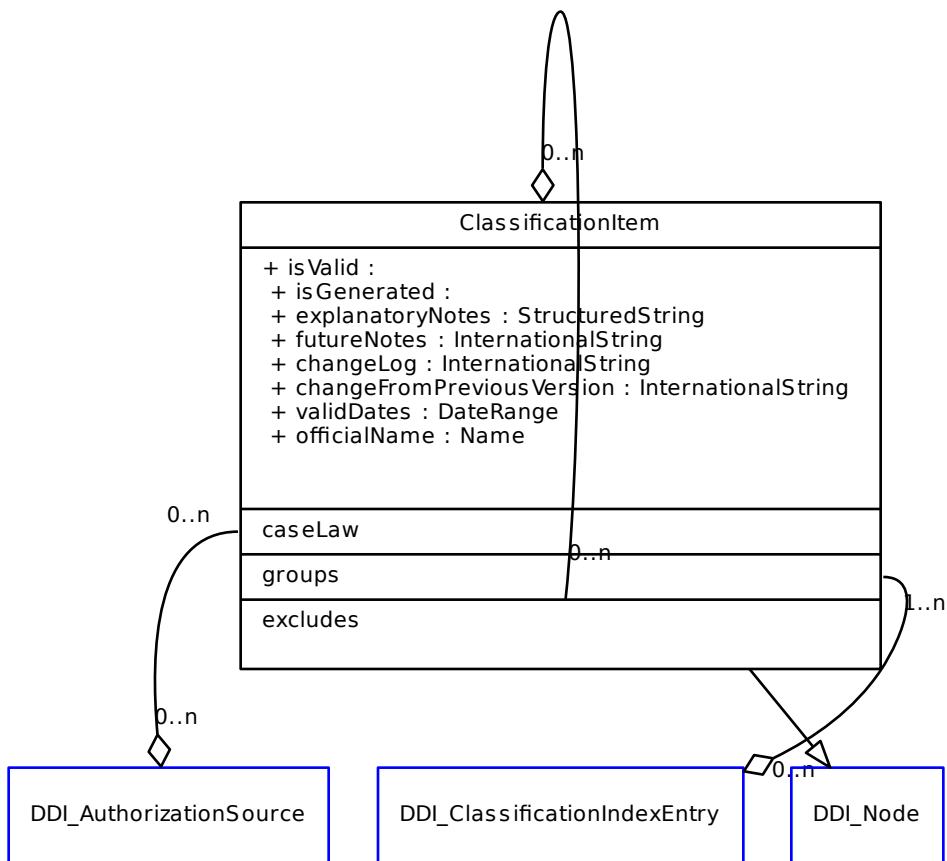 0..n
ClassificationItem
+ isValid :
+ isGenerated :
+ explanatoryNotes : StructuredString
+ futureNotes : InternationalString
+ changeLog : InternationalString
+ changeFromPreviousVersion : InternationalString
+ validDates : DateRange
+ officialName : Name
0..n
caseLaw
0..n
groups
1..n
excludes
0..n
0..n
DDI_AuthorizationSource
DDI_ClassificationIndexEntry
DDI_Node